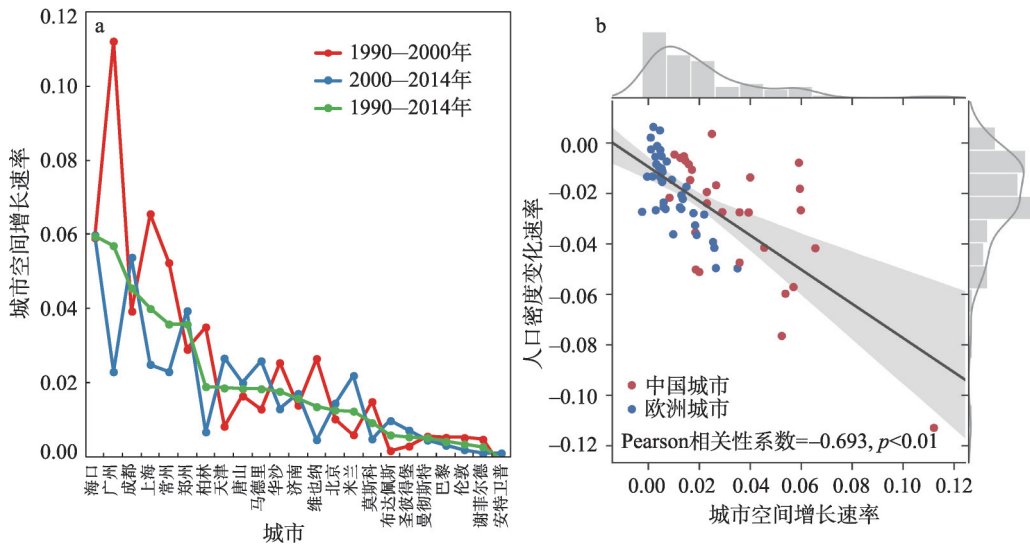 a
0.12
0.10
0.08
0.06
0.04
0.02
0.00
城市空间增长速率
1990—2000年
2000—2014年
1990—2014年
海口
广州
成都
上海
常州
郑州
柏林
天津
唐山
马德里
华沙
济南
维也纳
北京
米兰
莫斯科
布达佩斯
圣彼得堡
曼彻斯特
巴黎
伦敦
谢菲尔德
安特卫普
城市
b
0.00
−0.02
−0.04
−0.06
−0.08
−0.10
−0.12
人口密度变化速率
中国城市
欧洲城市
Pearson相关性系数=−0.693, p<0.01
0.00 0.02 0.04 0.06 0.08 0.10 0.12
城市空间增长速率